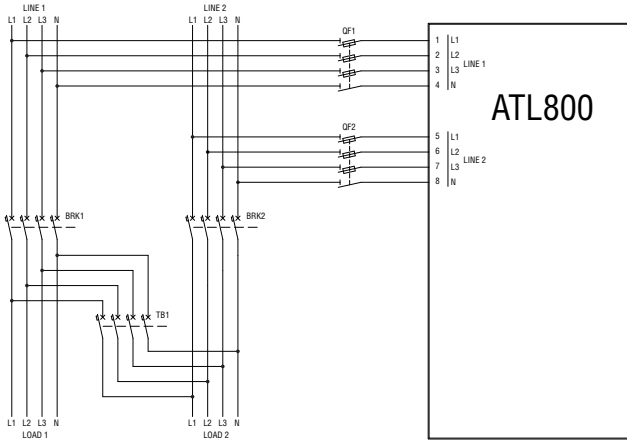 LINE 1
L1 L2 L3 N
LINE 2
L1 L2 L3 N
QF1
1 L1
2 L2
3 L3
4 N
LINE 1
ATL800
QF2
5 L1
6 L2
7 L3
8 N
LINE 2
BRK1
BRK2
TB1
L1 L2 L3 N
LOAD 1
L1 L2 L3 N
LOAD 2